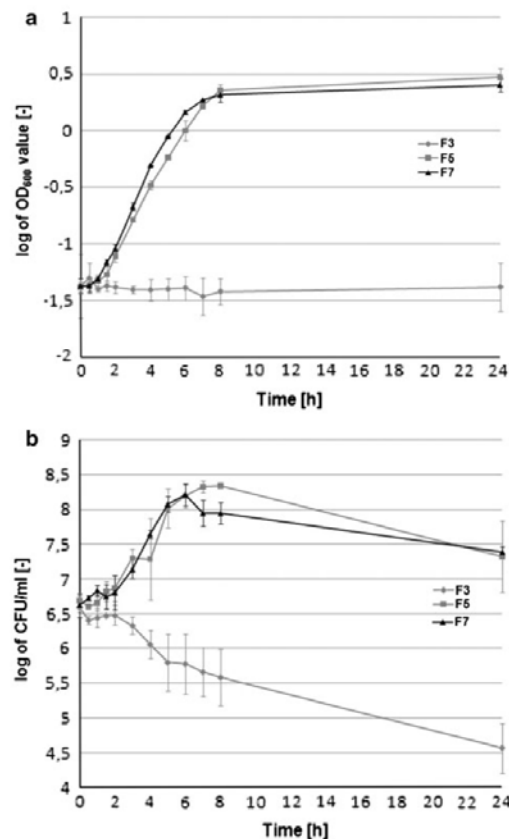 a
log of OD600 value [-]
1
0,5
0
-0,5
-1
-1,5
-2
0 2 4 6 8 10 12 14 16 18 20 22 24
Time [h]
F3
F5
F7
b
log of CFU/ml [-]
9
8,5
8
7,5
7
6,5
6
5,5
5
4,5
4
0 2 4 6 8 10 12 14 16 18 20 22 24
Time [h]
F3
F5
F7